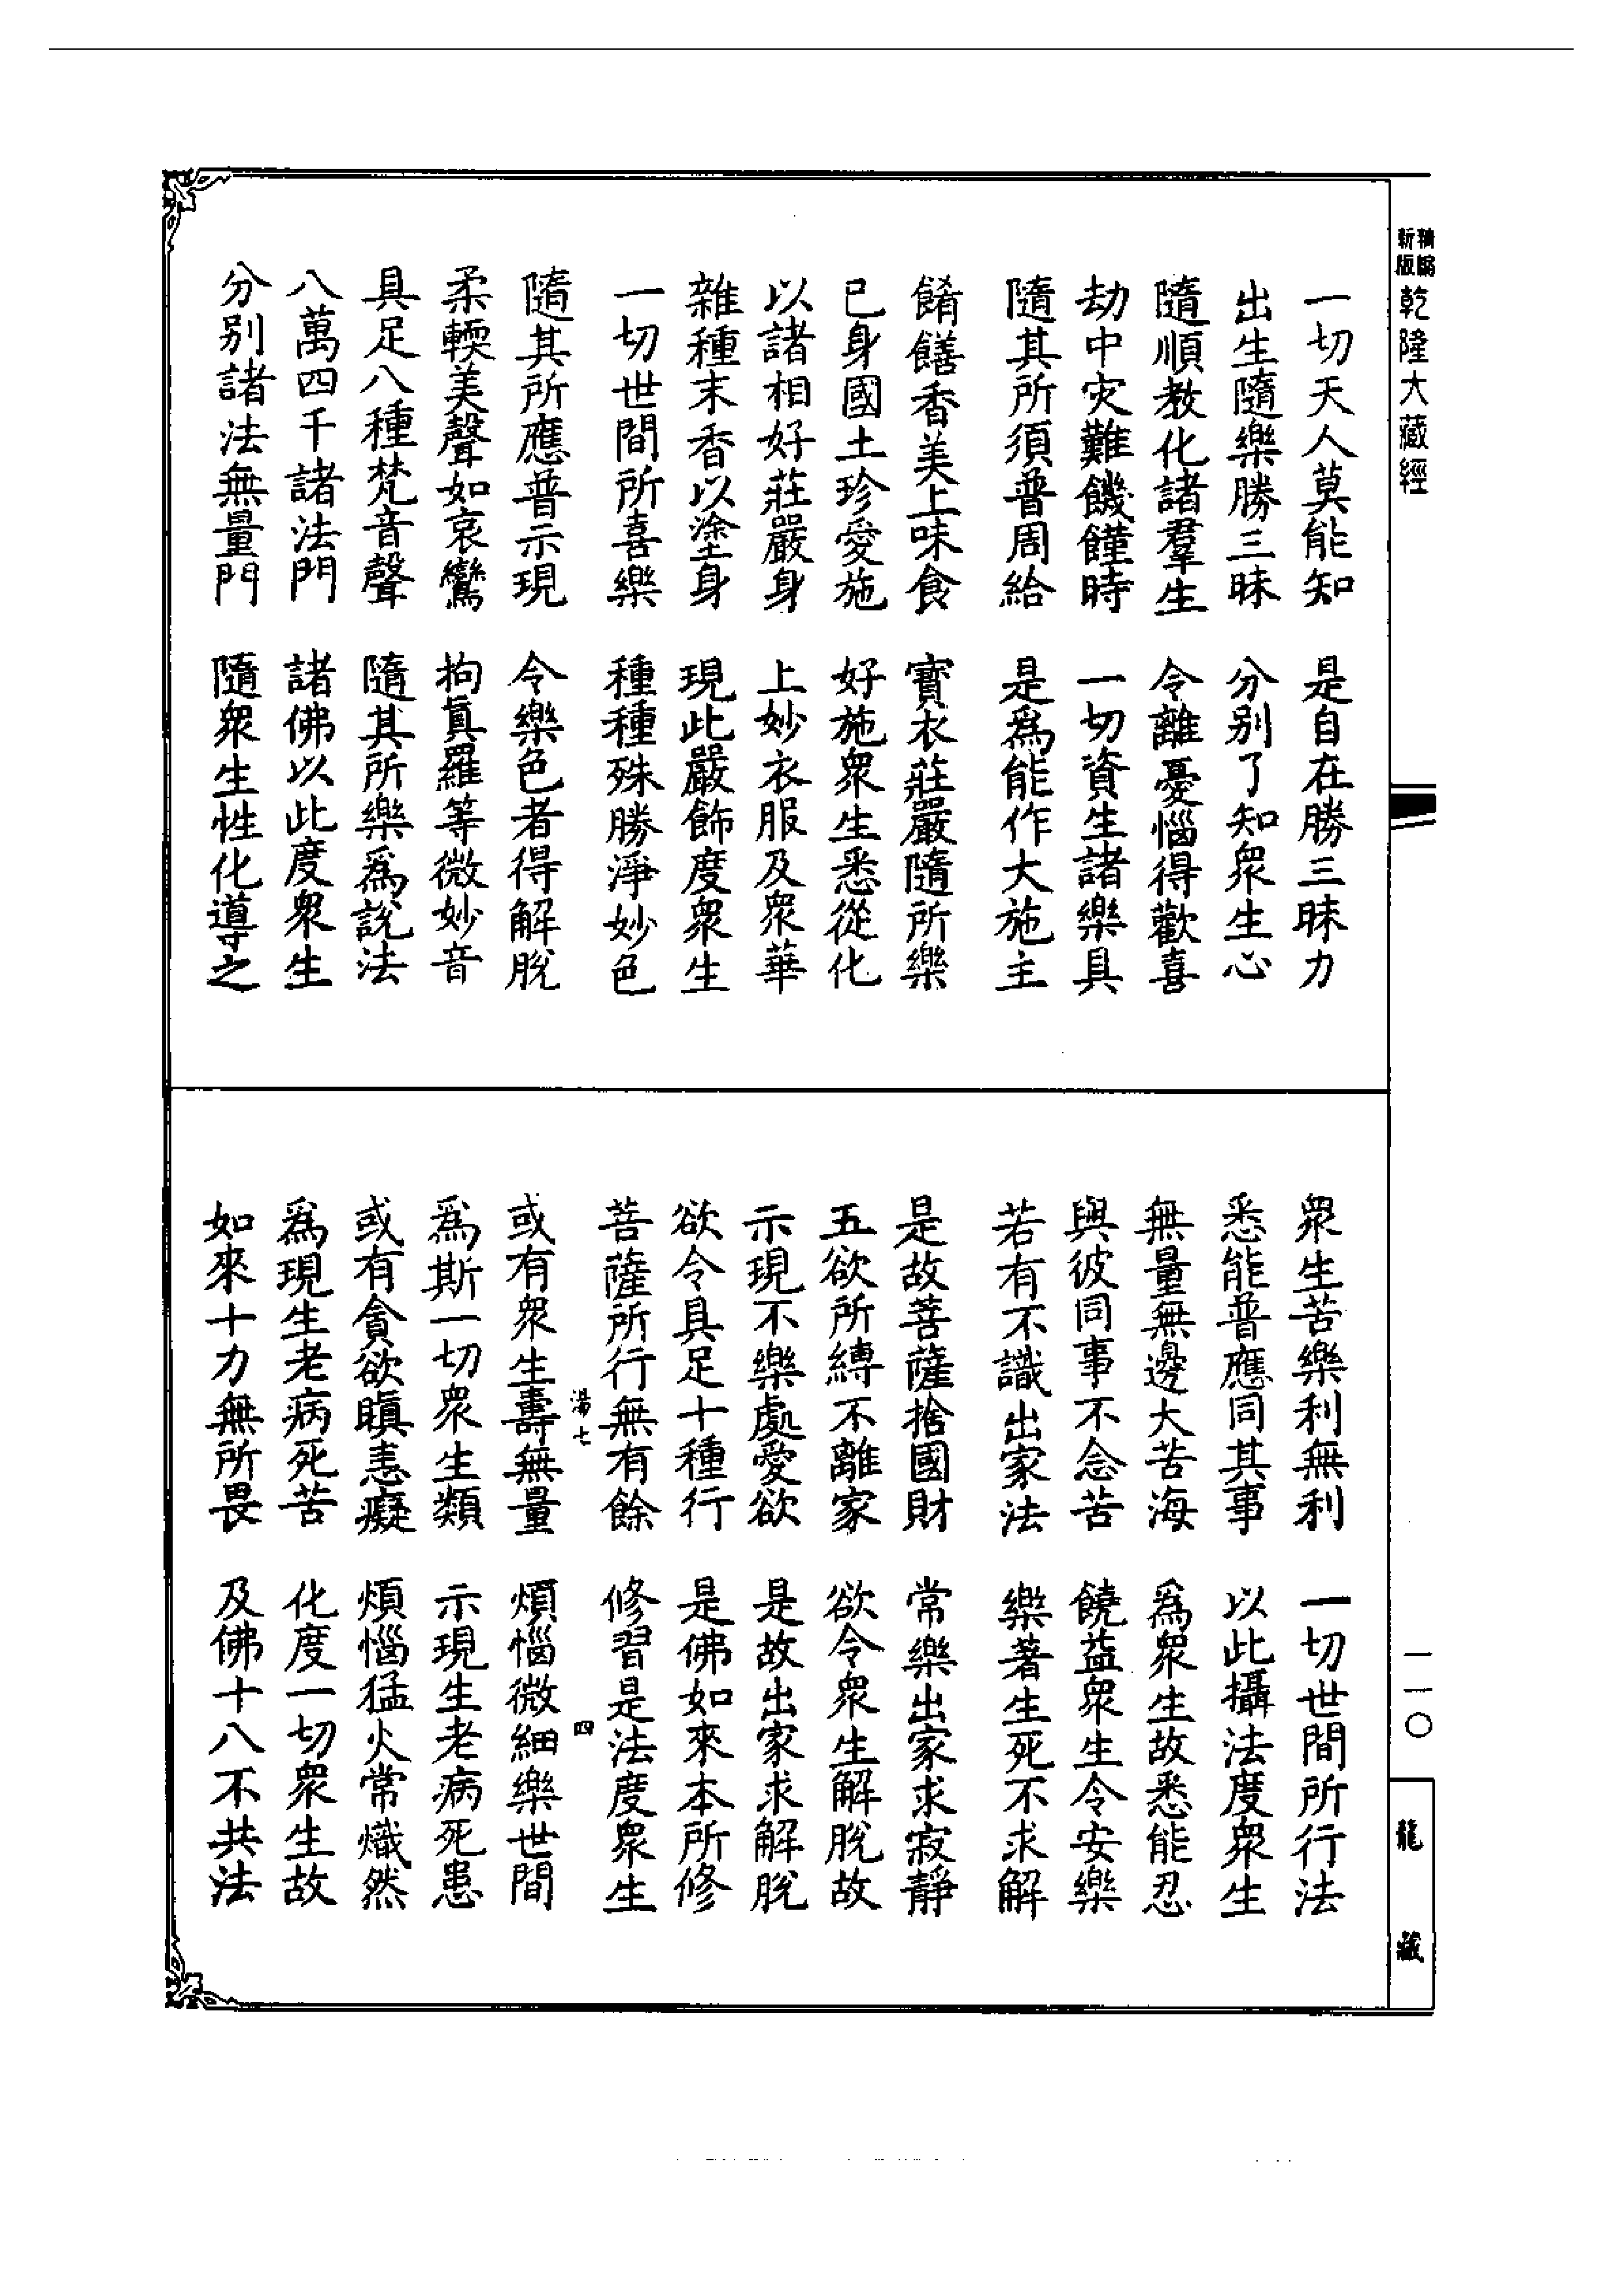 精編
新版
乾隆大藏經
一切天人莫能知　是自在勝三昧力
出生隨樂勝三昧　分别了知衆生心
隨順教化諸羣生　令離憂惱得歡喜
劫中灾難饑饉時　一切資生諸樂具
隨其所須普周給　是爲能作大施主
餚饍香美上味食　寳衣莊嚴隨所樂
已身國土珍愛施　好施衆生悉從化
以諸相好莊嚴身　上妙衣服及衆華
雜種末香以塗身　現此嚴飾度衆生
一切世間所喜樂　種種殊勝淨妙色
隨其所應普示現　令樂色者得解脫
柔輭美聲如哀鸞　拘眞羅等微妙音
具足八種梵音聲　隨其所樂爲說法
八萬四千諸法門　諸佛以此度衆生
分别諸法無量門　隨衆生性化導之
衆生苦樂利無利　一切世間所行法
悉能普應同其事　以此攝法度衆生
無量無邊大苦海　爲衆生故悉能忍
與彼同事不念苦　饒益衆生令安樂
若有不識出家法　樂著生死不求解
是故菩薩捨國財　常樂出家求寂靜
五欲所縛不離家　欲令衆生解脫故
示現不樂處愛欲　是故出家求解脫
欲令具足十種行　是佛如來本所修
菩薩所行無有餘　修習是法度衆生
湯七　四
或有衆生壽無量　煩惱微細樂世間
爲斯一切衆生類　示現生老病死患
或有貪欲瞋恚癡　煩惱猛火常熾然
爲現生老病死苦　化度一切衆生故
如來十力無所畏　及佛十八不共法
一一〇
龍藏